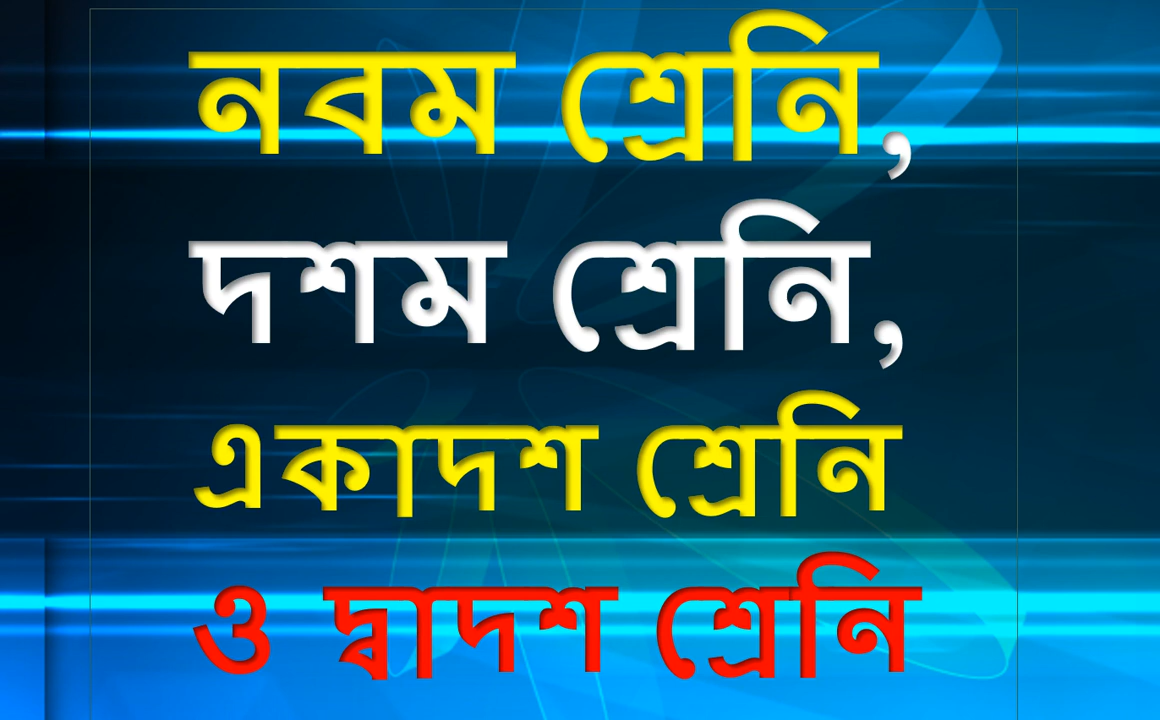 নবম শ্রেনি,
দশম শ্রেনি,
একাদশ শ্রেনি
ও দ্বাদশ শ্রেনি